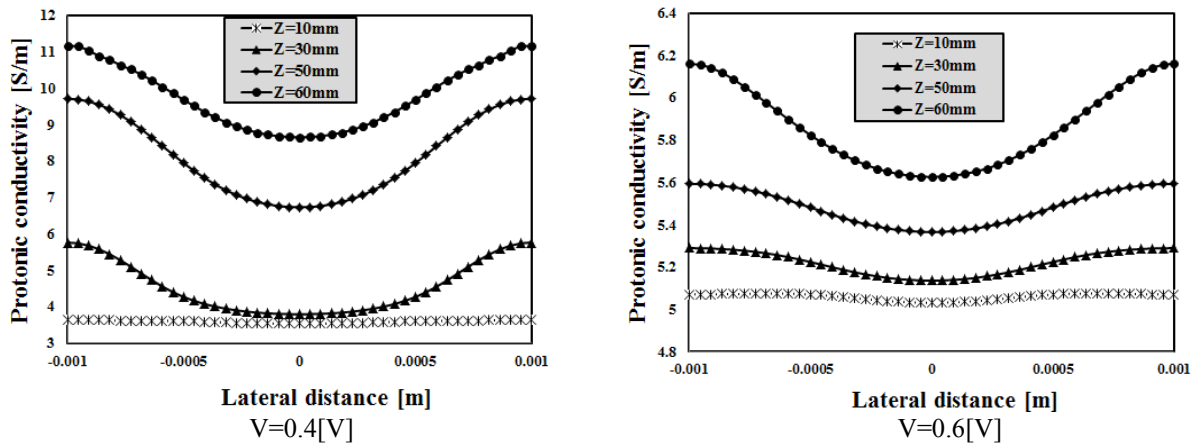 Protonic conductivity [S/m]
12
11
10
9
8
7
6
5
4
3
Z=10mm
Z=30mm
Z=50mm
Z=60mm
-0.001
-0.0005
0
0.0005
0.001
Lateral distance [m]
V=0.4[V]
Protonic conductivity [S/m]
6.4
6.2
6
5.8
5.6
5.4
5.2
5
4.8
Z=10mm
Z=30mm
Z=50mm
Z=60mm
-0.001
-0.0005
0
0.0005
0.001
Lateral distance [m]
V=0.6[V]